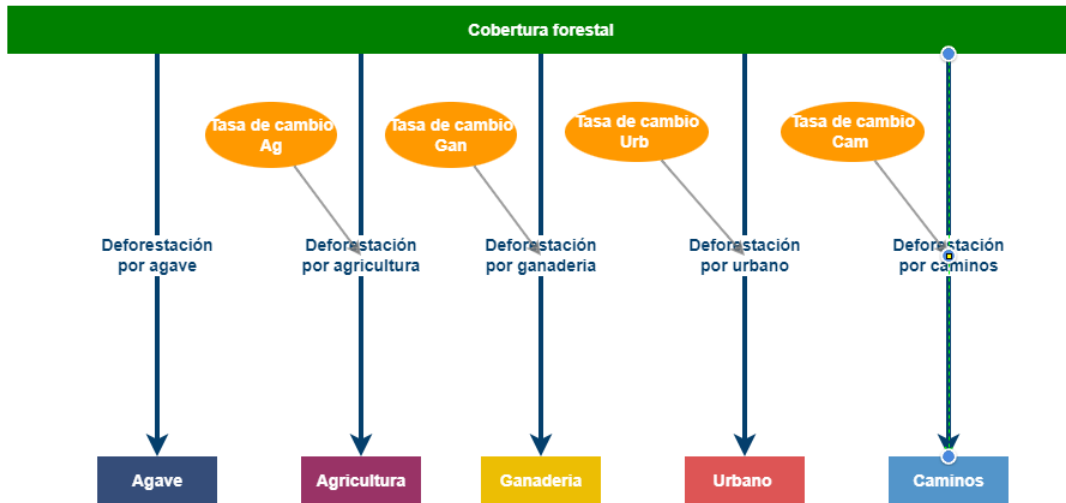 Cobertura forestal
Tasa de cambio
Ag
Tasa de cambio
Gan
Tasa de cambio
Urb
Tasa de cambio
Cam
Deforestación
por agave
Deforestación
por agricultura
Deforestación
por ganaderia
Deforestación
por urbano
Deforestación
por caminos
Agave
Agricultura
Ganadería
Urbano
Caminos